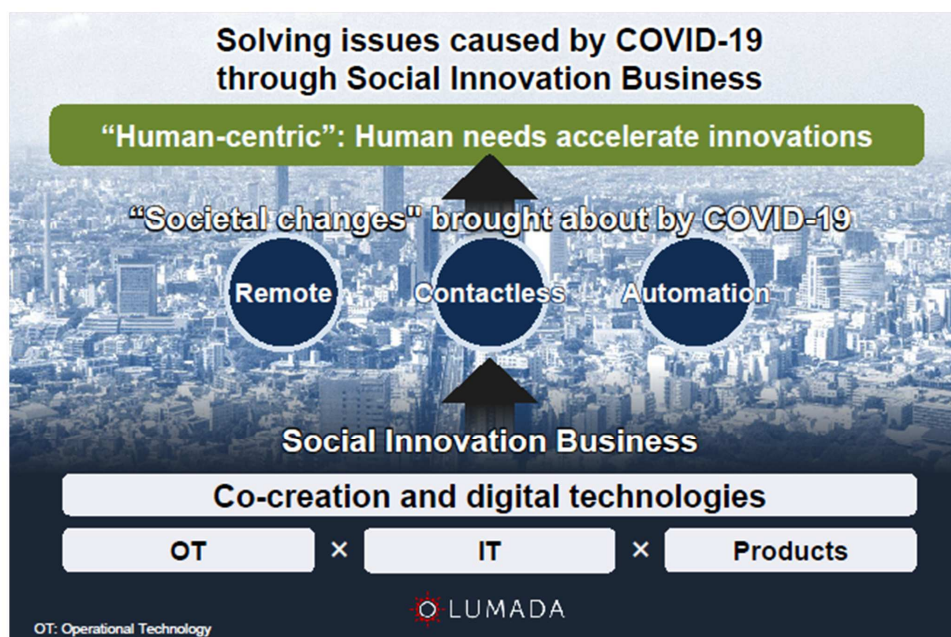 Solving issues caused by COVID-19
through Social Innovation Business
“Human-centric”: Human needs accelerate innovations
“Societal changes" brought about by COVID-19
Remote
Contactless
Automation
Social Innovation Business
Co-creation and digital technologies
OT × IT × Products
LUMADA
OT: Operational Technology